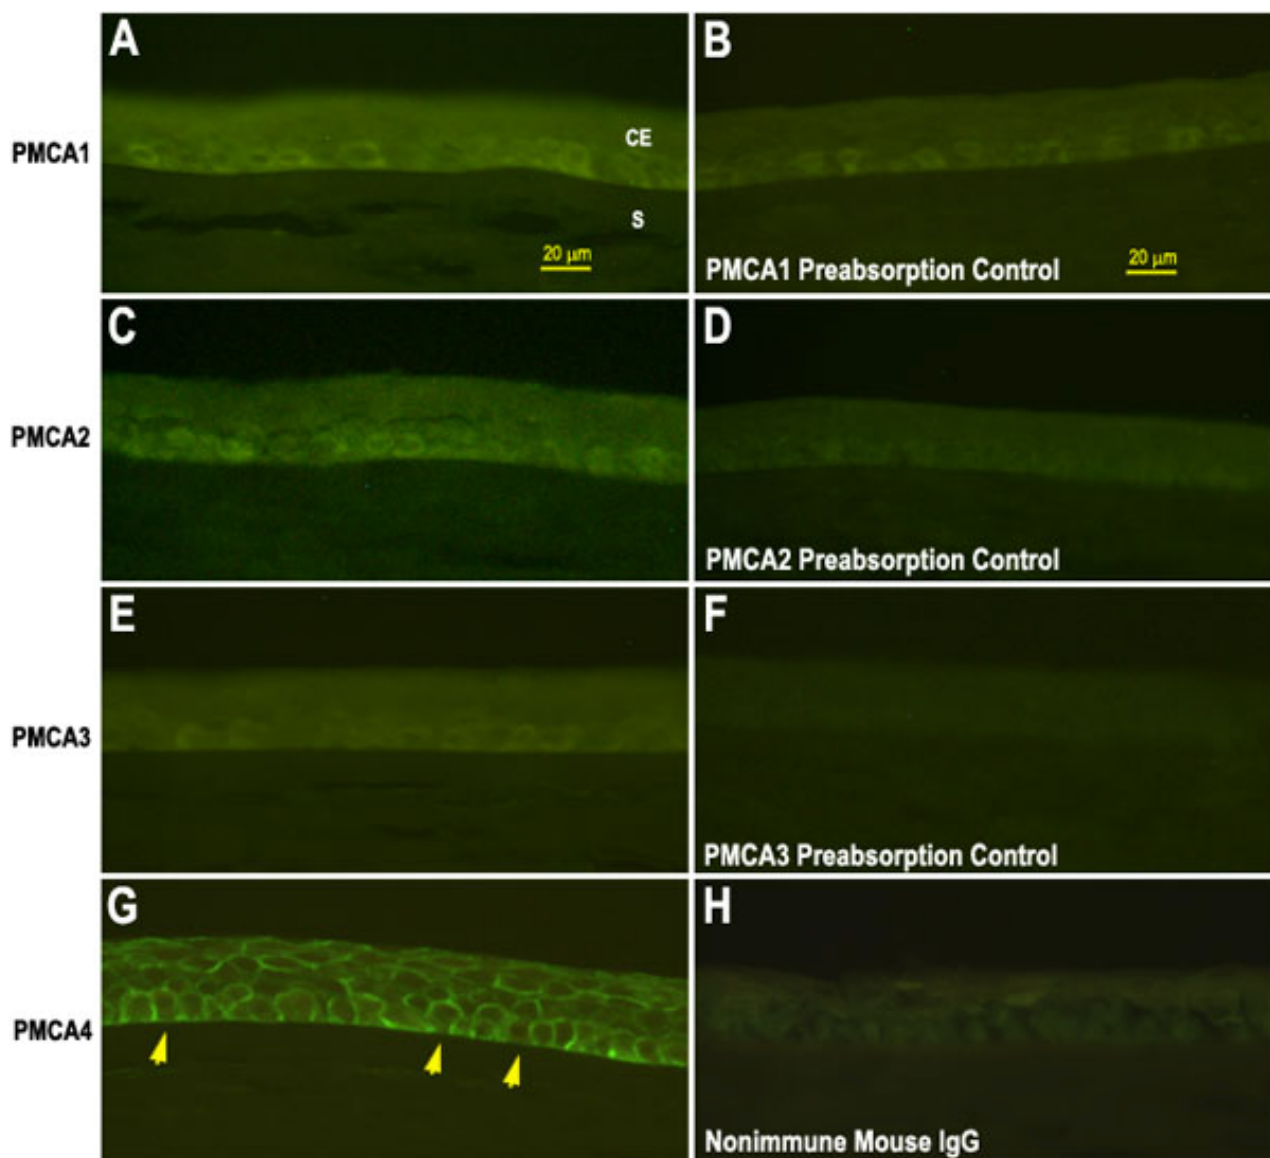 A
B
PMCA1
CE
S
20 µm
PMCA1 Preabsorption Control
20 µm
C
D
PMCA2
PMCA2 Preabsorption Control
E
F
PMCA3
PMCA3 Preabsorption Control
G
H
PMCA4
Nonimmune Mouse IgG